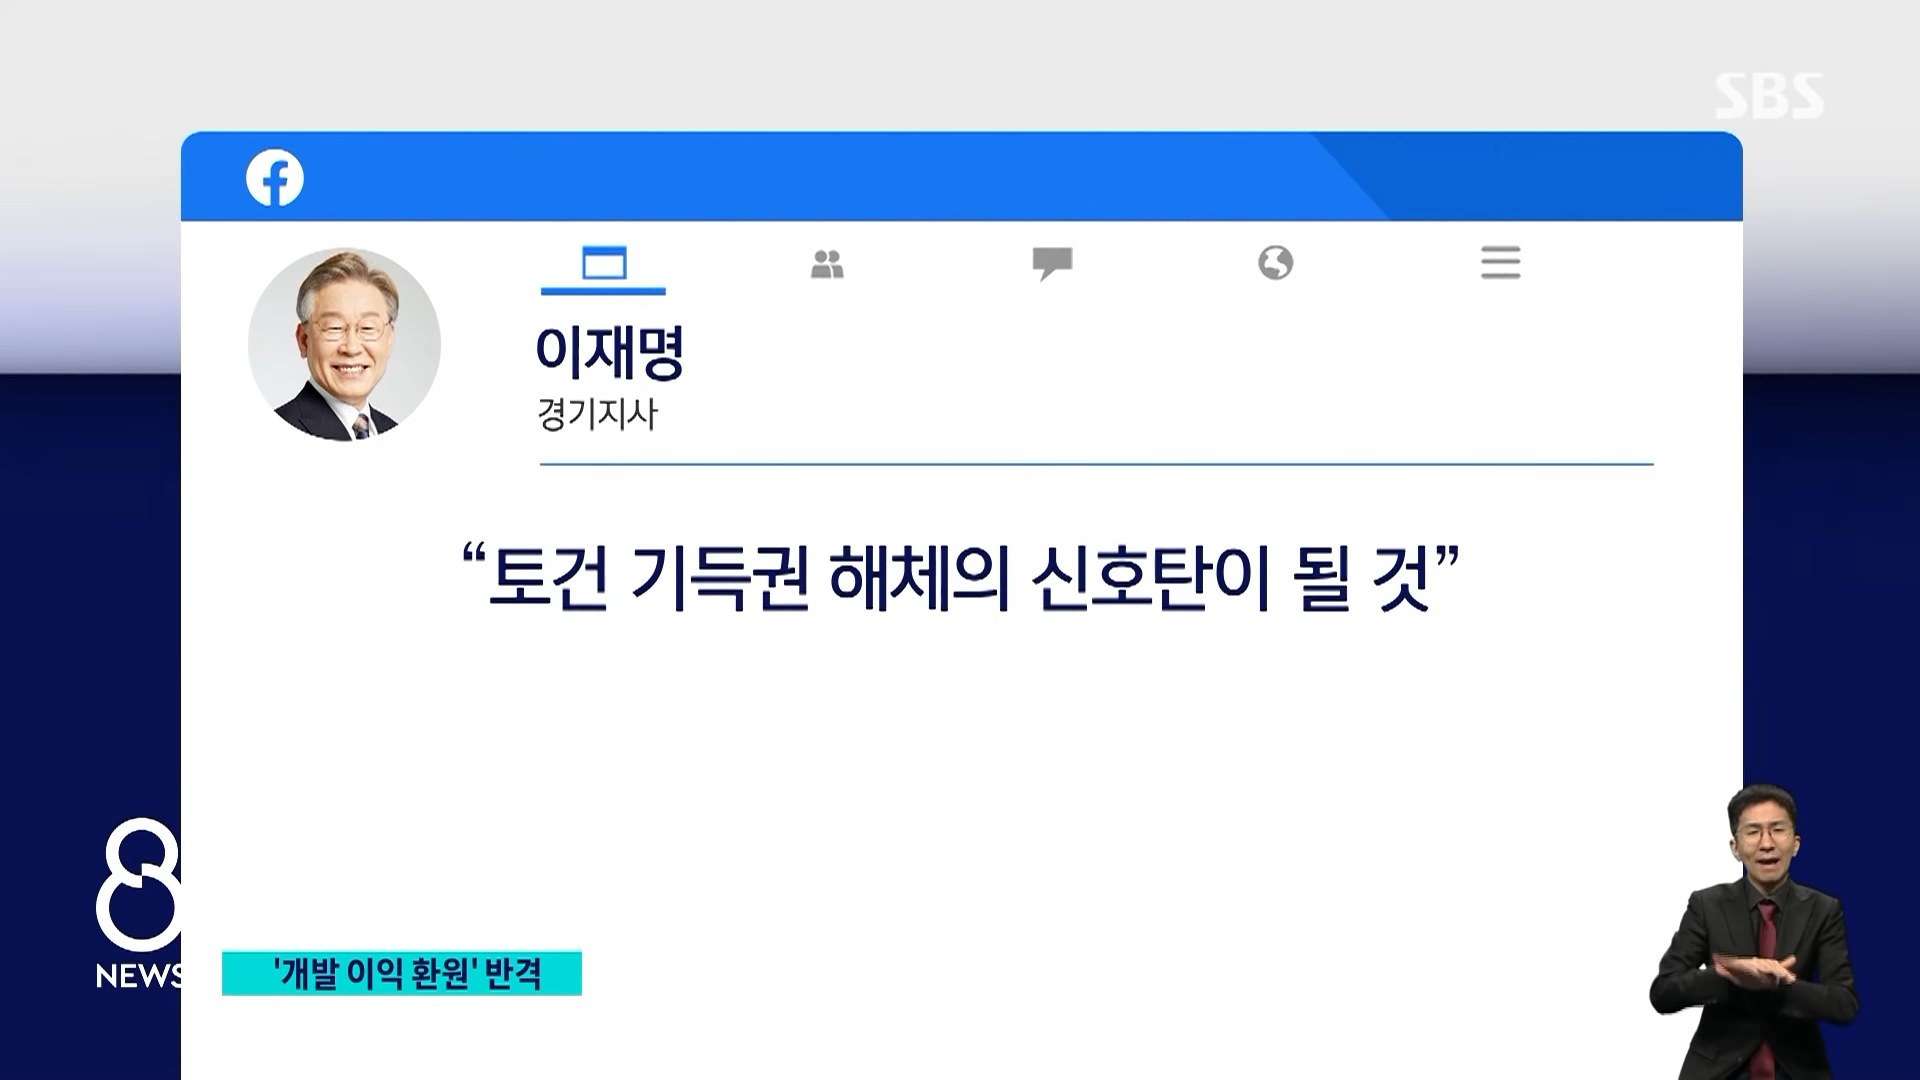 SBS
이재명
경기지사
“토건 기득권 해체의 신호탄이 될 것”
8
NEWS
'개발 이익 환원' 반격